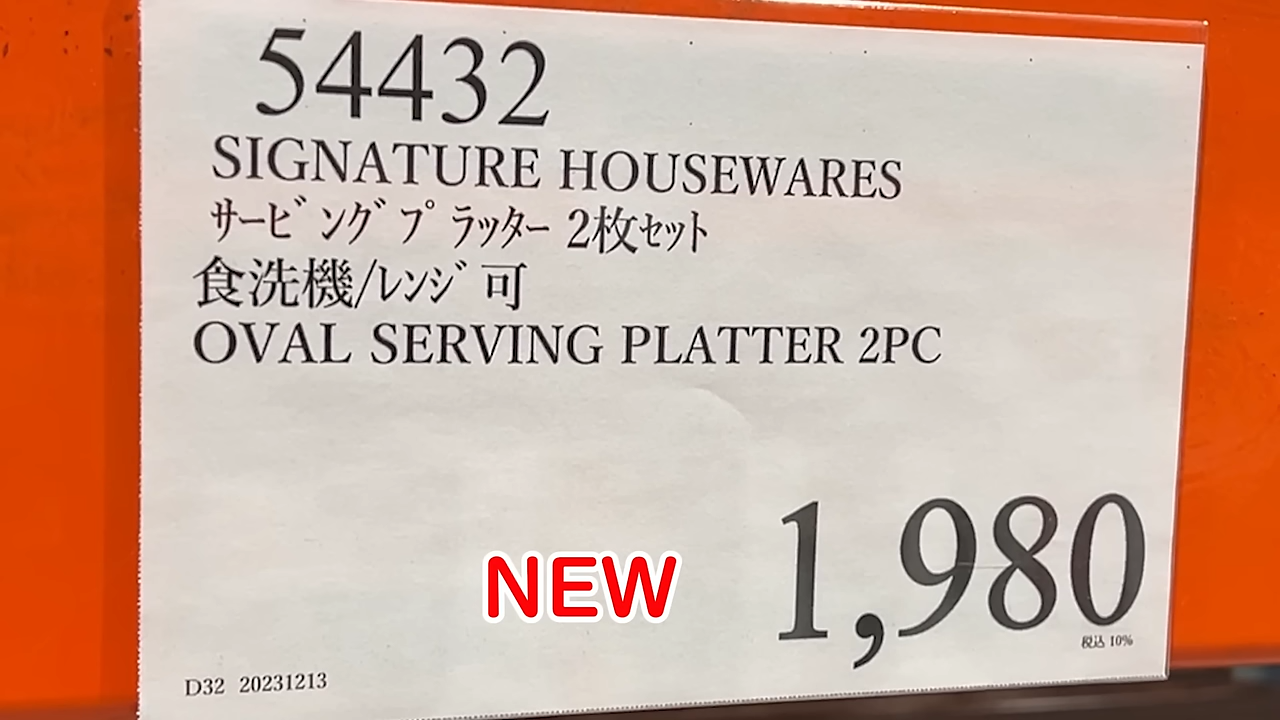 54432
SIGNATURE HOUSEWARES
ｻｰﾋﾞﾝｸﾞﾌﾟﾗｯﾀｰ 2枚ｾｯﾄ
食洗機/ﾚﾝｼﾞ可
OVAL SERVING PLATTER 2PC
NEW
1,980
税込 10%
D32 20231213